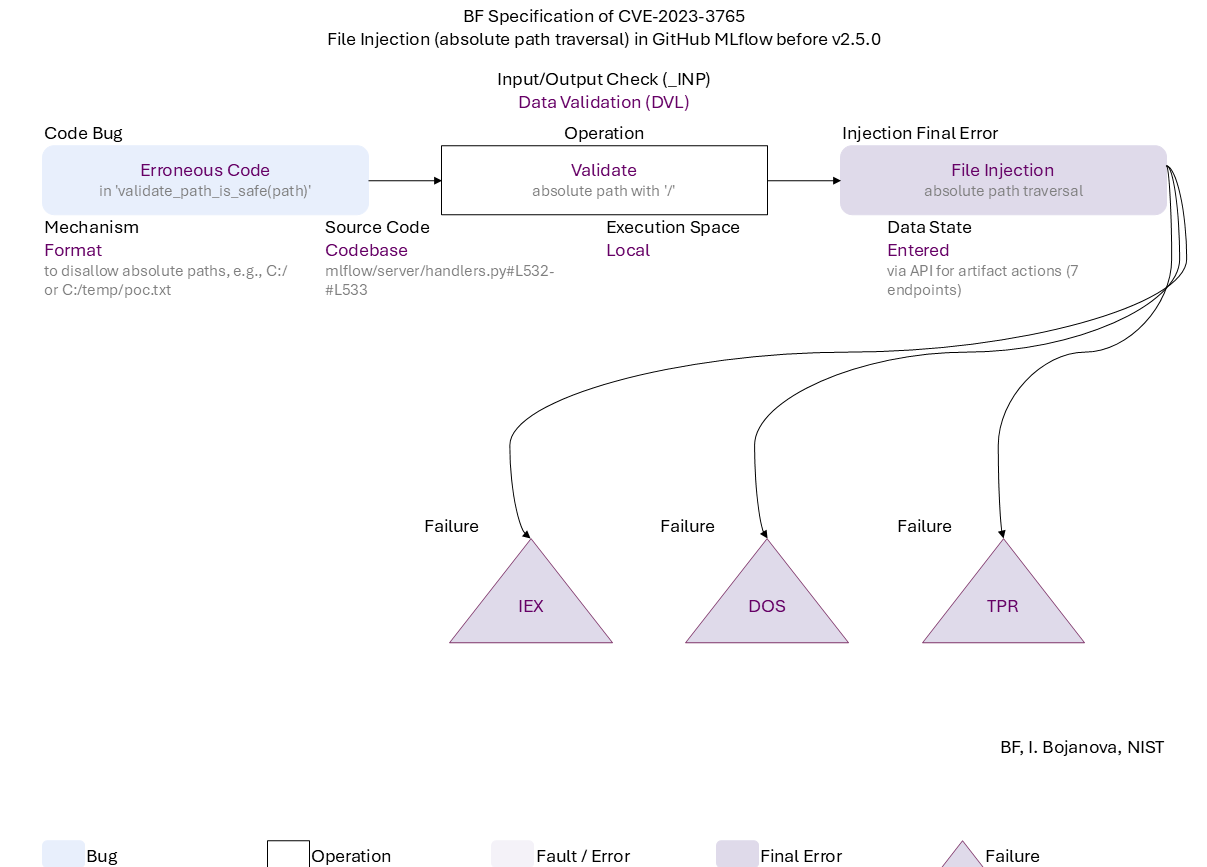 BF Specification of CVE-2023-3765
File Injection (absolute path traversal) in GitHub MLflow before v2.5.0
Input/Output Check (_INP)
Data Validation (DVL)
Code Bug
Operation
Injection Final Error
Erroneous Code
in 'validate_path_is_safe(path)'
Validate
absolute path with '/'
File Injection
absolute path traversal
Mechanism
Format
to disallow absolute paths, e.g., C:/
or C:/temp/poc.txt
Source Code
Codebase
mlflow/server/handlers.py#L532-
#L533
Execution Space
Local
Data State
Entered
via API for artifact actions (7
endpoints)
Failure
Failure
Failure
IEX
DOS
TPR
BF, I. Bojanova, NIST
Bug
Operation
Fault / Error
Final Error
Failure